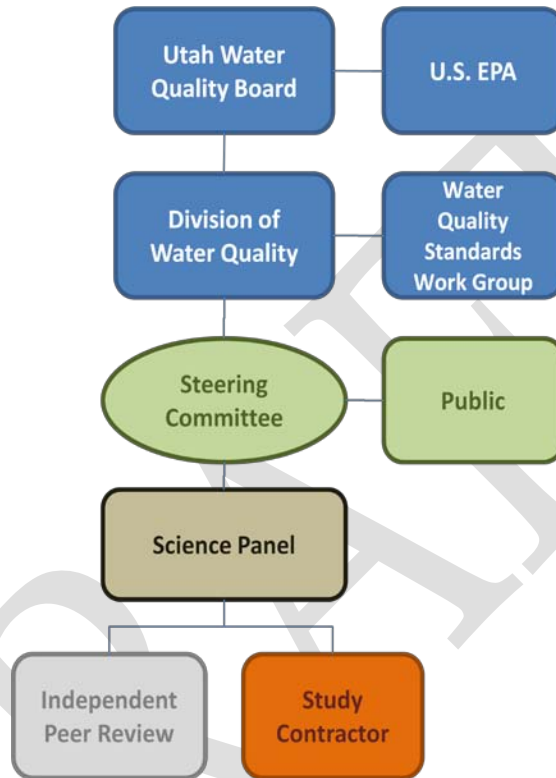 Utah Water
Quality Board
U.S. EPA
Division of
Water Quality
Water
Quality
Standards
Work Group
Steering
Committee
Public
Science Panel
Independent
Peer Review
Study
Contractor